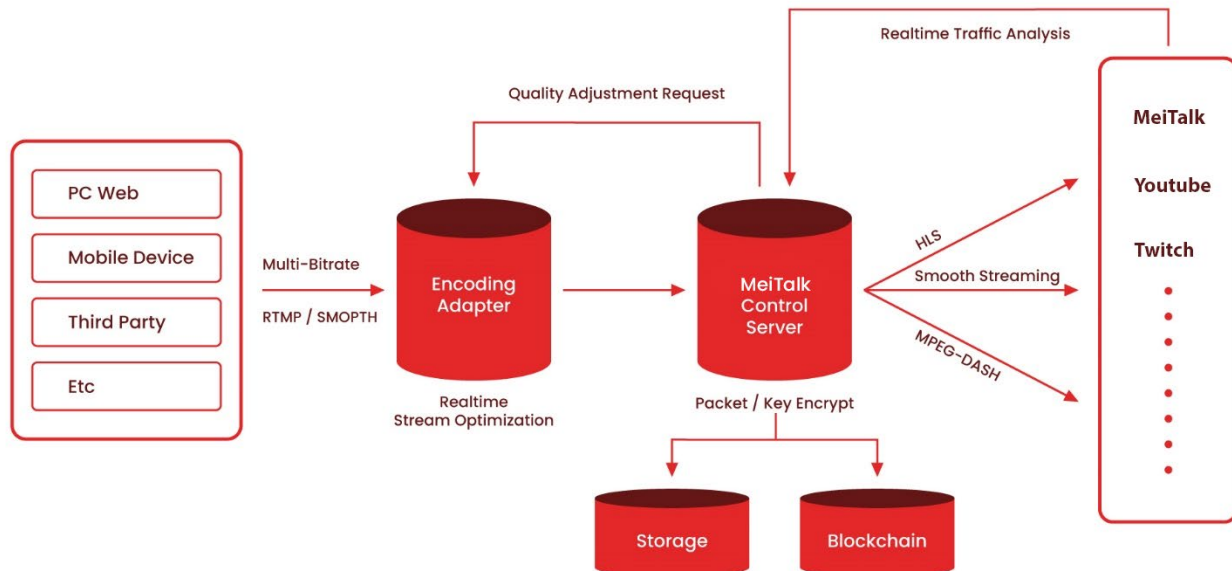 Realtime Traffic Analysis
Quality Adjustment Request
PC Web
Mobile Device
Third Party
Etc
Multi-Bitrate
RTMP / SMOPTH
Encoding
Adapter
Realtime
Stream Optimization
MeiTalk
Control
Server
Packet / Key Encrypt
Storage
Blockchain
HLS
Smooth Streaming
MPEG-DASH
MeiTalk
Youtube
Twitch